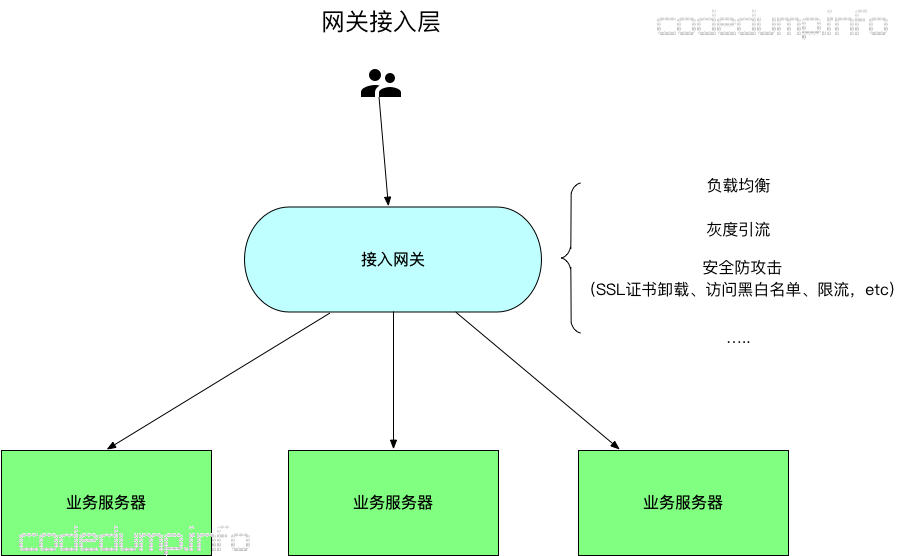 网关接入层
codedump.info
负载均衡
灰度引流
安全防攻击
（SSL证书卸载、访问黑白名单、限流，etc）
.....
接入网关
业务服务器
业务服务器
业务服务器
codedump.info